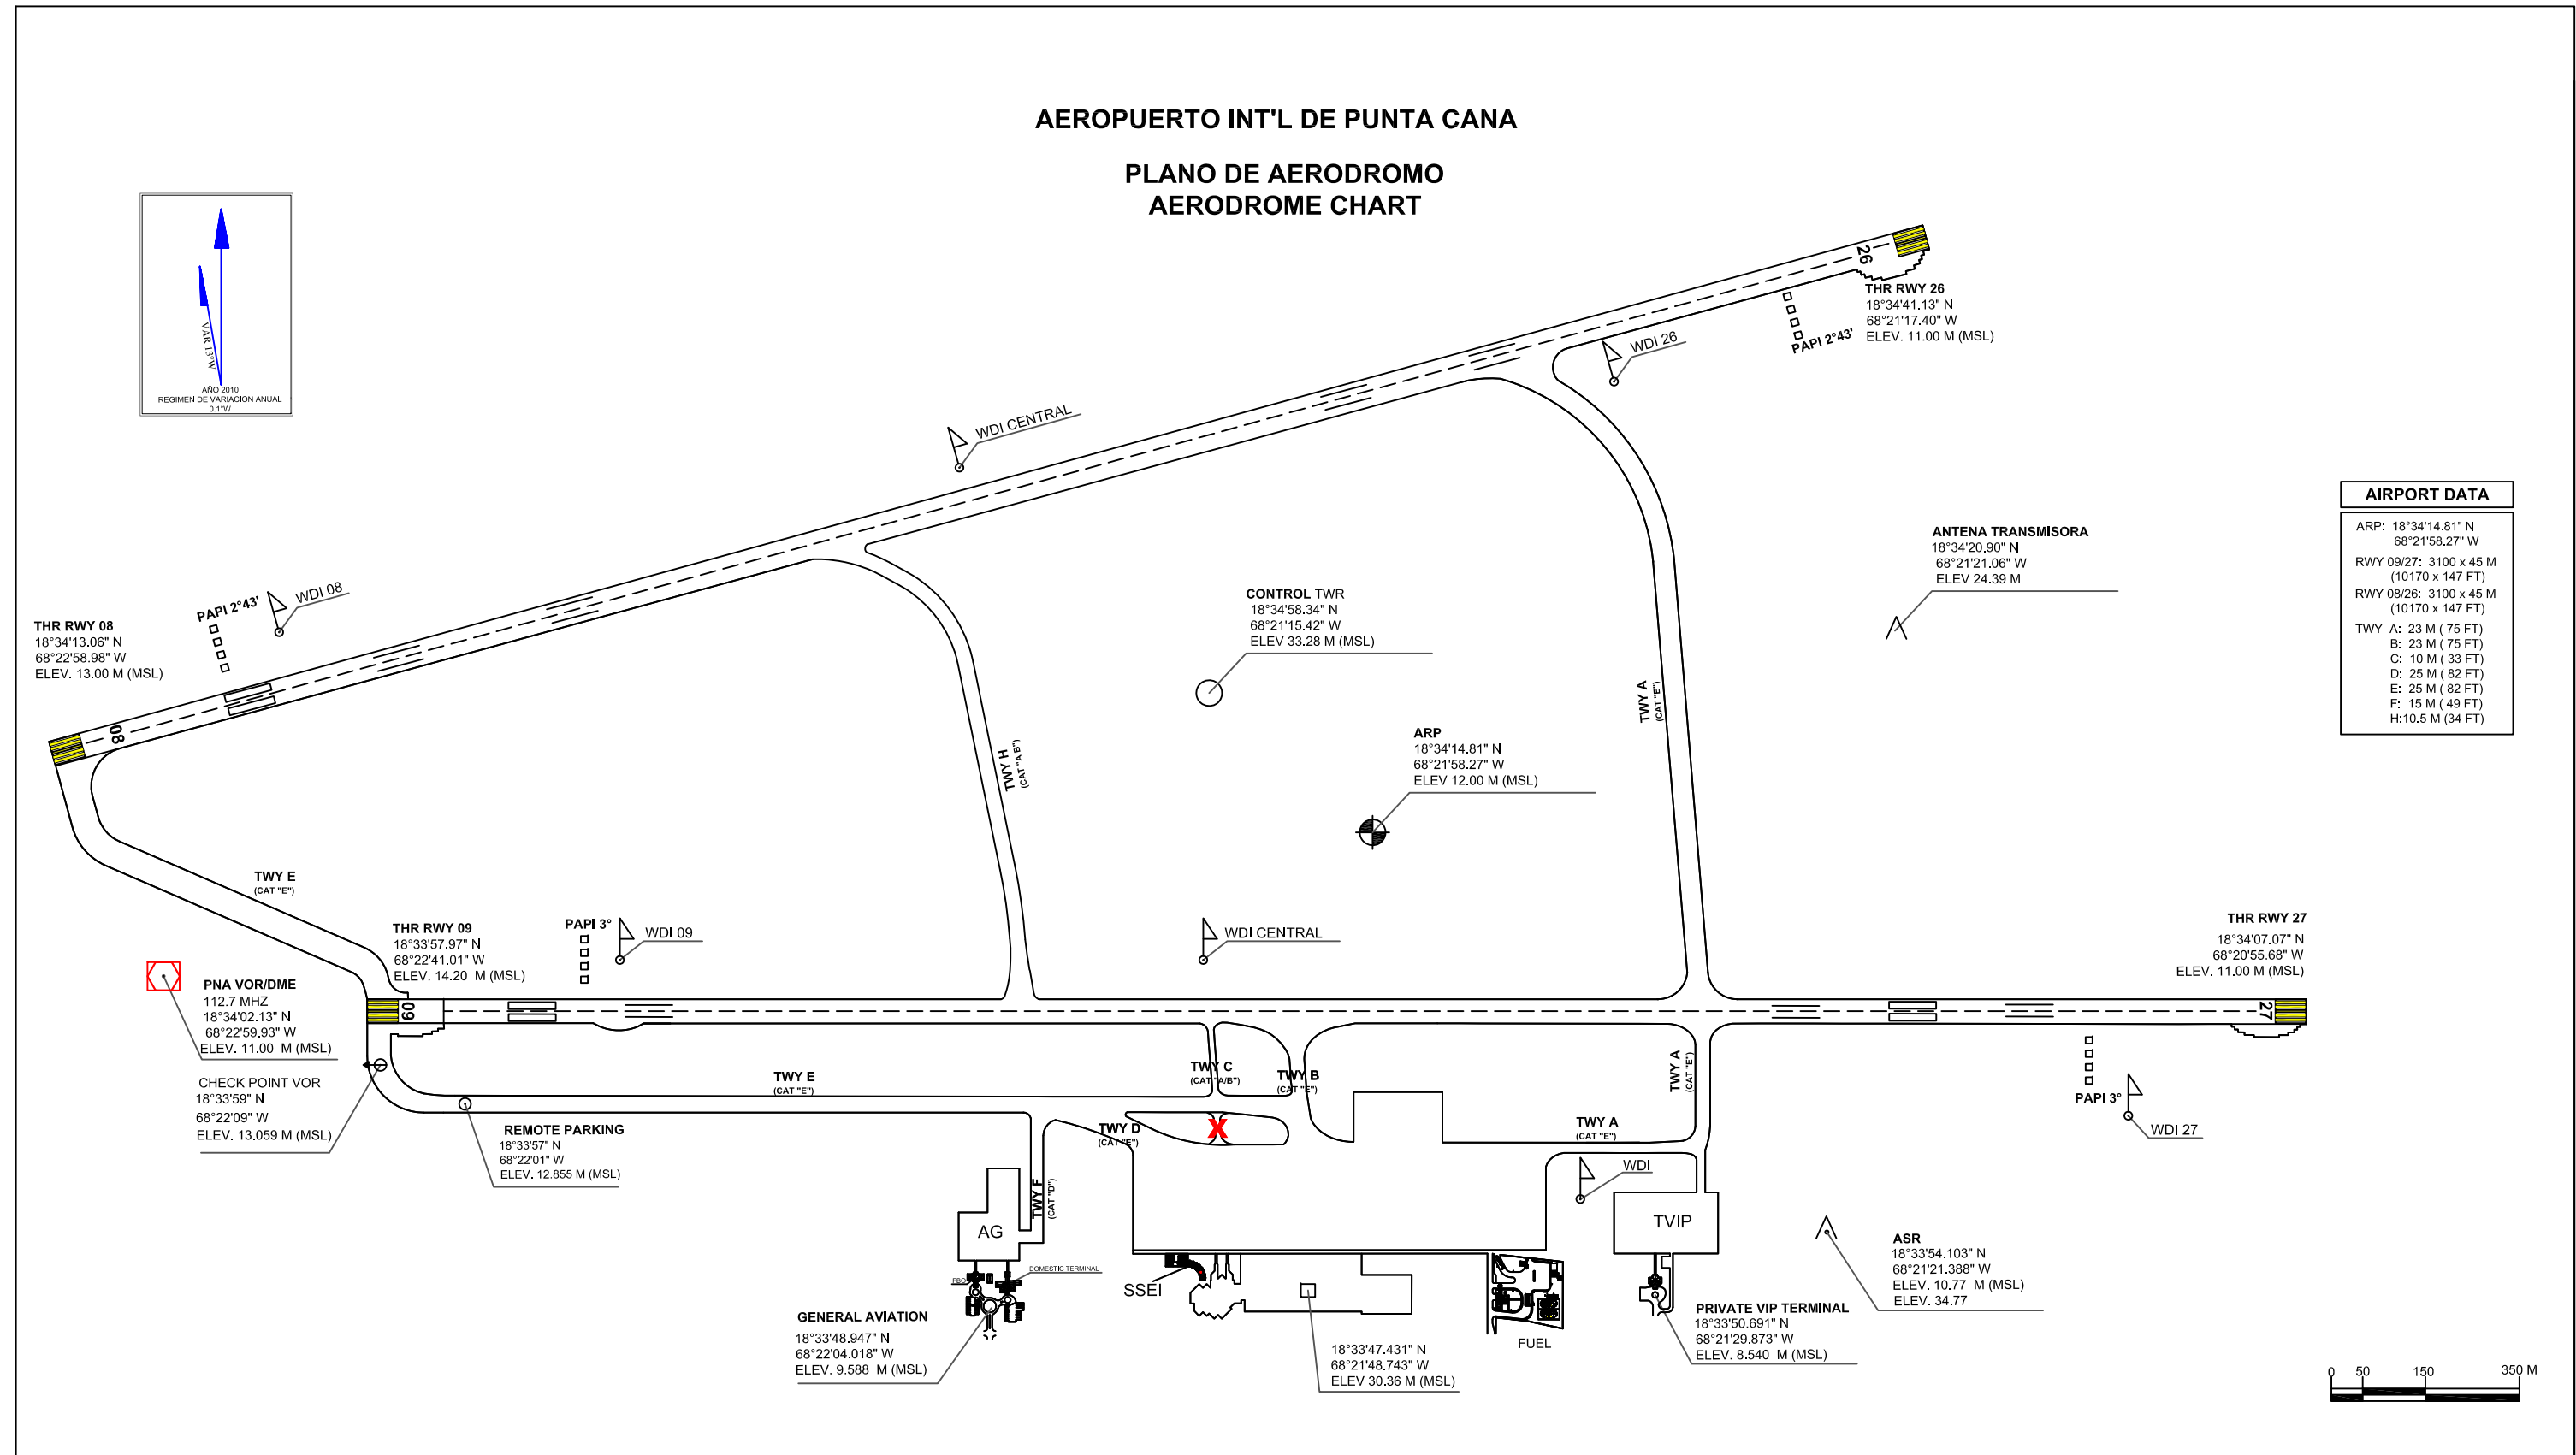 AEROPUERTO INT'L DE PUNTA CANA
PLANO DE AERODROMO
AERODROME CHART
VAR 13°W
AÑO 2010
REGIMEN DE VARIACION ANUAL
0.1°W
26
THR RWY 26
18°34'41.13" N
68°21'17.40" W
ELEV. 11.00 M (MSL)
PAPI 2°43'
WDI 26
WDI CENTRAL
AIRPORT DATA
ARP: 18°34'14.81" N
68°21'58.27" W
RWY 09/27: 3100 x 45 M
(10170 x 147 FT)
RWY 08/26: 3100 x 45 M
(10170 x 147 FT)
TWY A: 23 M ( 75 FT)
B: 23 M ( 75 FT)
C: 10 M ( 33 FT)
D: 25 M ( 82 FT)
E: 25 M ( 82 FT)
F: 15 M ( 49 FT)
H:10.5 M (34 FT)
ANTENA TRANSMISORA
18°34'20.90" N
68°21'21.06" W
ELEV 24.39 M
CONTROL TWR
18°34'58.34" N
68°21'15.42" W
ELEV 33.28 M (MSL)
WDI 08
PAPI 2°43'
THR RWY 08
18°34'13.06" N
68°22'58.98" W
ELEV. 13.00 M (MSL)
08
TWY A
(CAT "E")
ARP
18°34'14.81" N
68°21'58.27" W
ELEV 12.00 M (MSL)
TWY H
(CAT "A/B")
TWY E
(CAT "E")
THR RWY 09
18°33'57.97" N
68°22'41.01" W
ELEV. 14.20 M (MSL)
PAPI 3°
WDI 09
WDI CENTRAL
THR RWY 27
18°34'07.07" N
68°20'55.68" W
ELEV. 11.00 M (MSL)
PNA VOR/DME
112.7 MHZ
18°34'02.13" N
68°22'59.93" W
ELEV. 11.00 M (MSL)
09
27
CHECK POINT VOR
18°33'59" N
68°22'09" W
ELEV. 13.059 M (MSL)
TWY E
(CAT "E")
TWY C
(CAT "A/B")
TWY B
(CAT "E")
TWY A
(CAT "E")
PAPI 3°
WDI 27
REMOTE PARKING
18°33'57" N
68°22'01" W
ELEV. 12.855 M (MSL)
TWY D
(CAT "E")
X
TWY A
(CAT "E")
WDI
TWY F
(CAT "D")
AG
TVIP
FBO
DOMESTIC TERMINAL
SSEI
ASR
18°33'54.103" N
68°21'21.388" W
ELEV. 10.77 M (MSL)
ELEV. 34.77
GENERAL AVIATION
18°33'48.947" N
68°22'04.018" W
ELEV. 9.588 M (MSL)
18°33'47.431" N
68°21'48.743" W
ELEV 30.36 M (MSL)
FUEL
PRIVATE VIP TERMINAL
18°33'50.691" N
68°21'29.873" W
ELEV. 8.540 M (MSL)
0 50 150 350 M